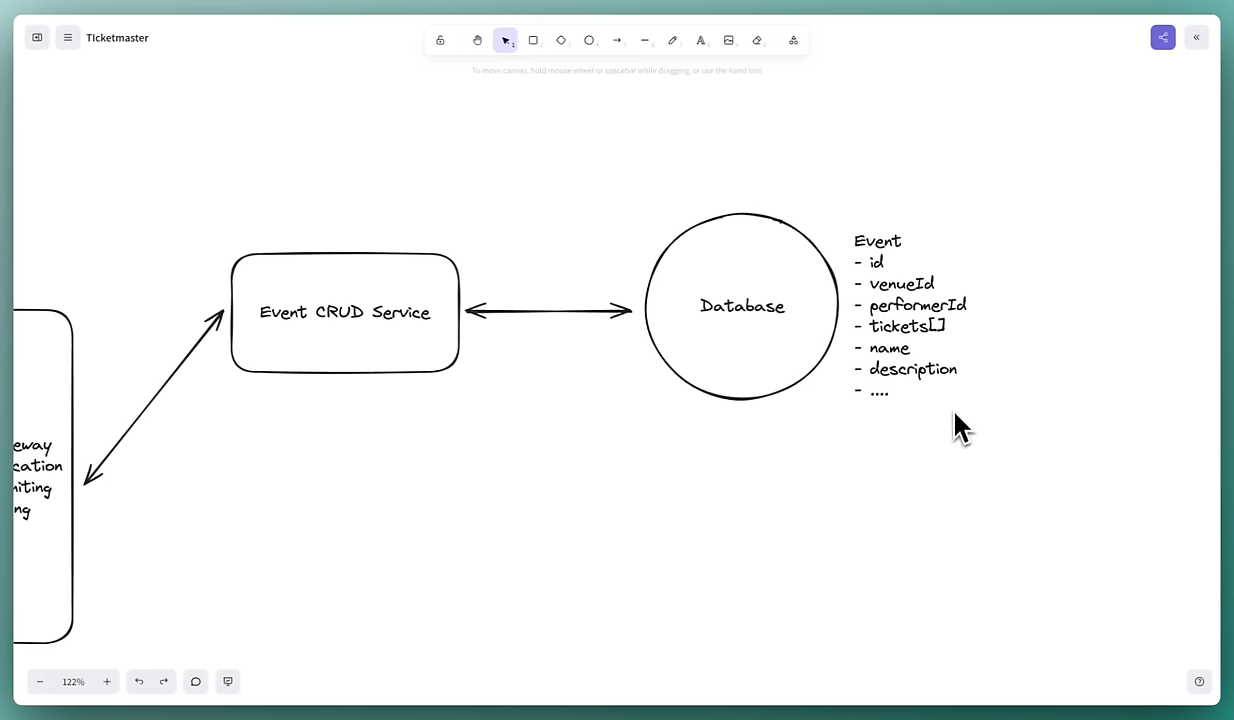 TIcketmaster
To move canvas, hold mouse wheel or spacebar while dragging, or use the hand tool
Event CRUD Service
Database
Event
- id
- venueId
- performerId
- tickets[]
- name
- description
- ....
eway
cation
niting
ng
122%